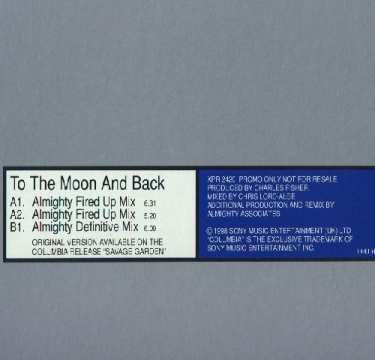 To The Moon And Back
A1. Almighty Fired Up Mix 6.31
A2. Almighty Fired Up Mix 5.20
B1. Almighty Definitive Mix 6.39
ORIGINAL VERSION AVAILABLE ON THE
COLUMBIA RELEASE "SAVAGE GARDEN"
XPR 2420 PROMO ONLY NOT FOR RESALE
PRODUCED BY CHARLES FISHER.
MIXED BY CHRIS LORD-ALGE
ADDITIONAL PRODUCTION AND REMIX BY
ALMIGHTY ASSOCIATES.
© 1998 SONY MUSIC ENTERTAINMENT (UK) LTD
"COLUMBIA" IS THE EXCLUSIVE TRADEMARK OF
SONY MUSIC ENTERTAINMENT INC.